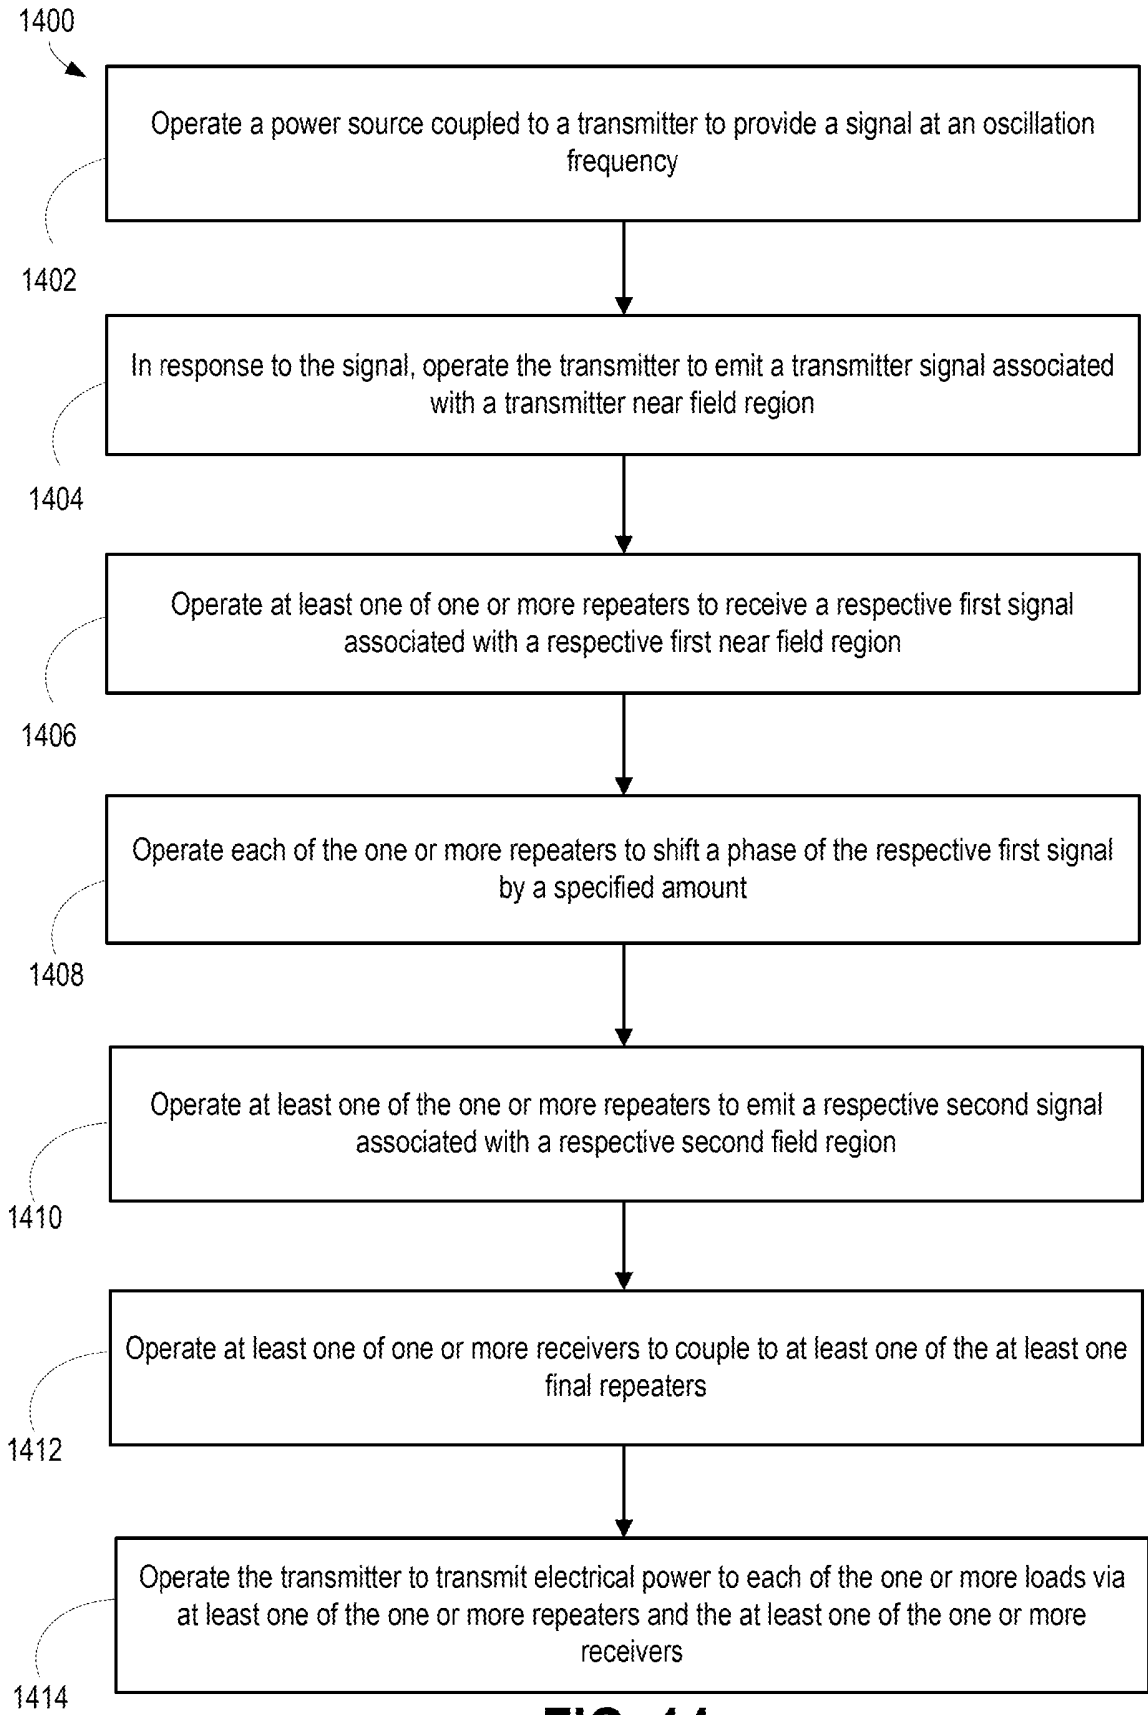 1400
Operate a power source coupled to a transmitter to provide a signal at an oscillation
frequency
1402
In response to the signal, operate the transmitter to emit a transmitter signal associated
with a transmitter near field region
1404
Operate at least one of one or more repeaters to receive a respective first signal
associated with a respective first near field region
1406
Operate each of the one or more repeaters to shift a phase of the respective first signal
by a specified amount
1408
Operate at least one of the one or more repeaters to emit a respective second signal
associated with a respective second field region
1410
Operate at least one of one or more receivers to couple to at least one of the at least one
final repeaters
1412
Operate the transmitter to transmit electrical power to each of the one or more loads via
at least one of the one or more repeaters and the at least one of the one or more
receivers
1414
FIG. 14